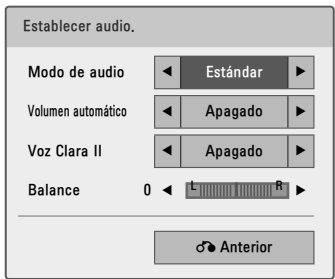 Establecer audio.
Modo de audio ◄ Estándar ►
Volumen automático ◄ Apagado ►
Voz Clara II ◄ Apagado ►
Balance 0 ◄ L R ►
Anterior